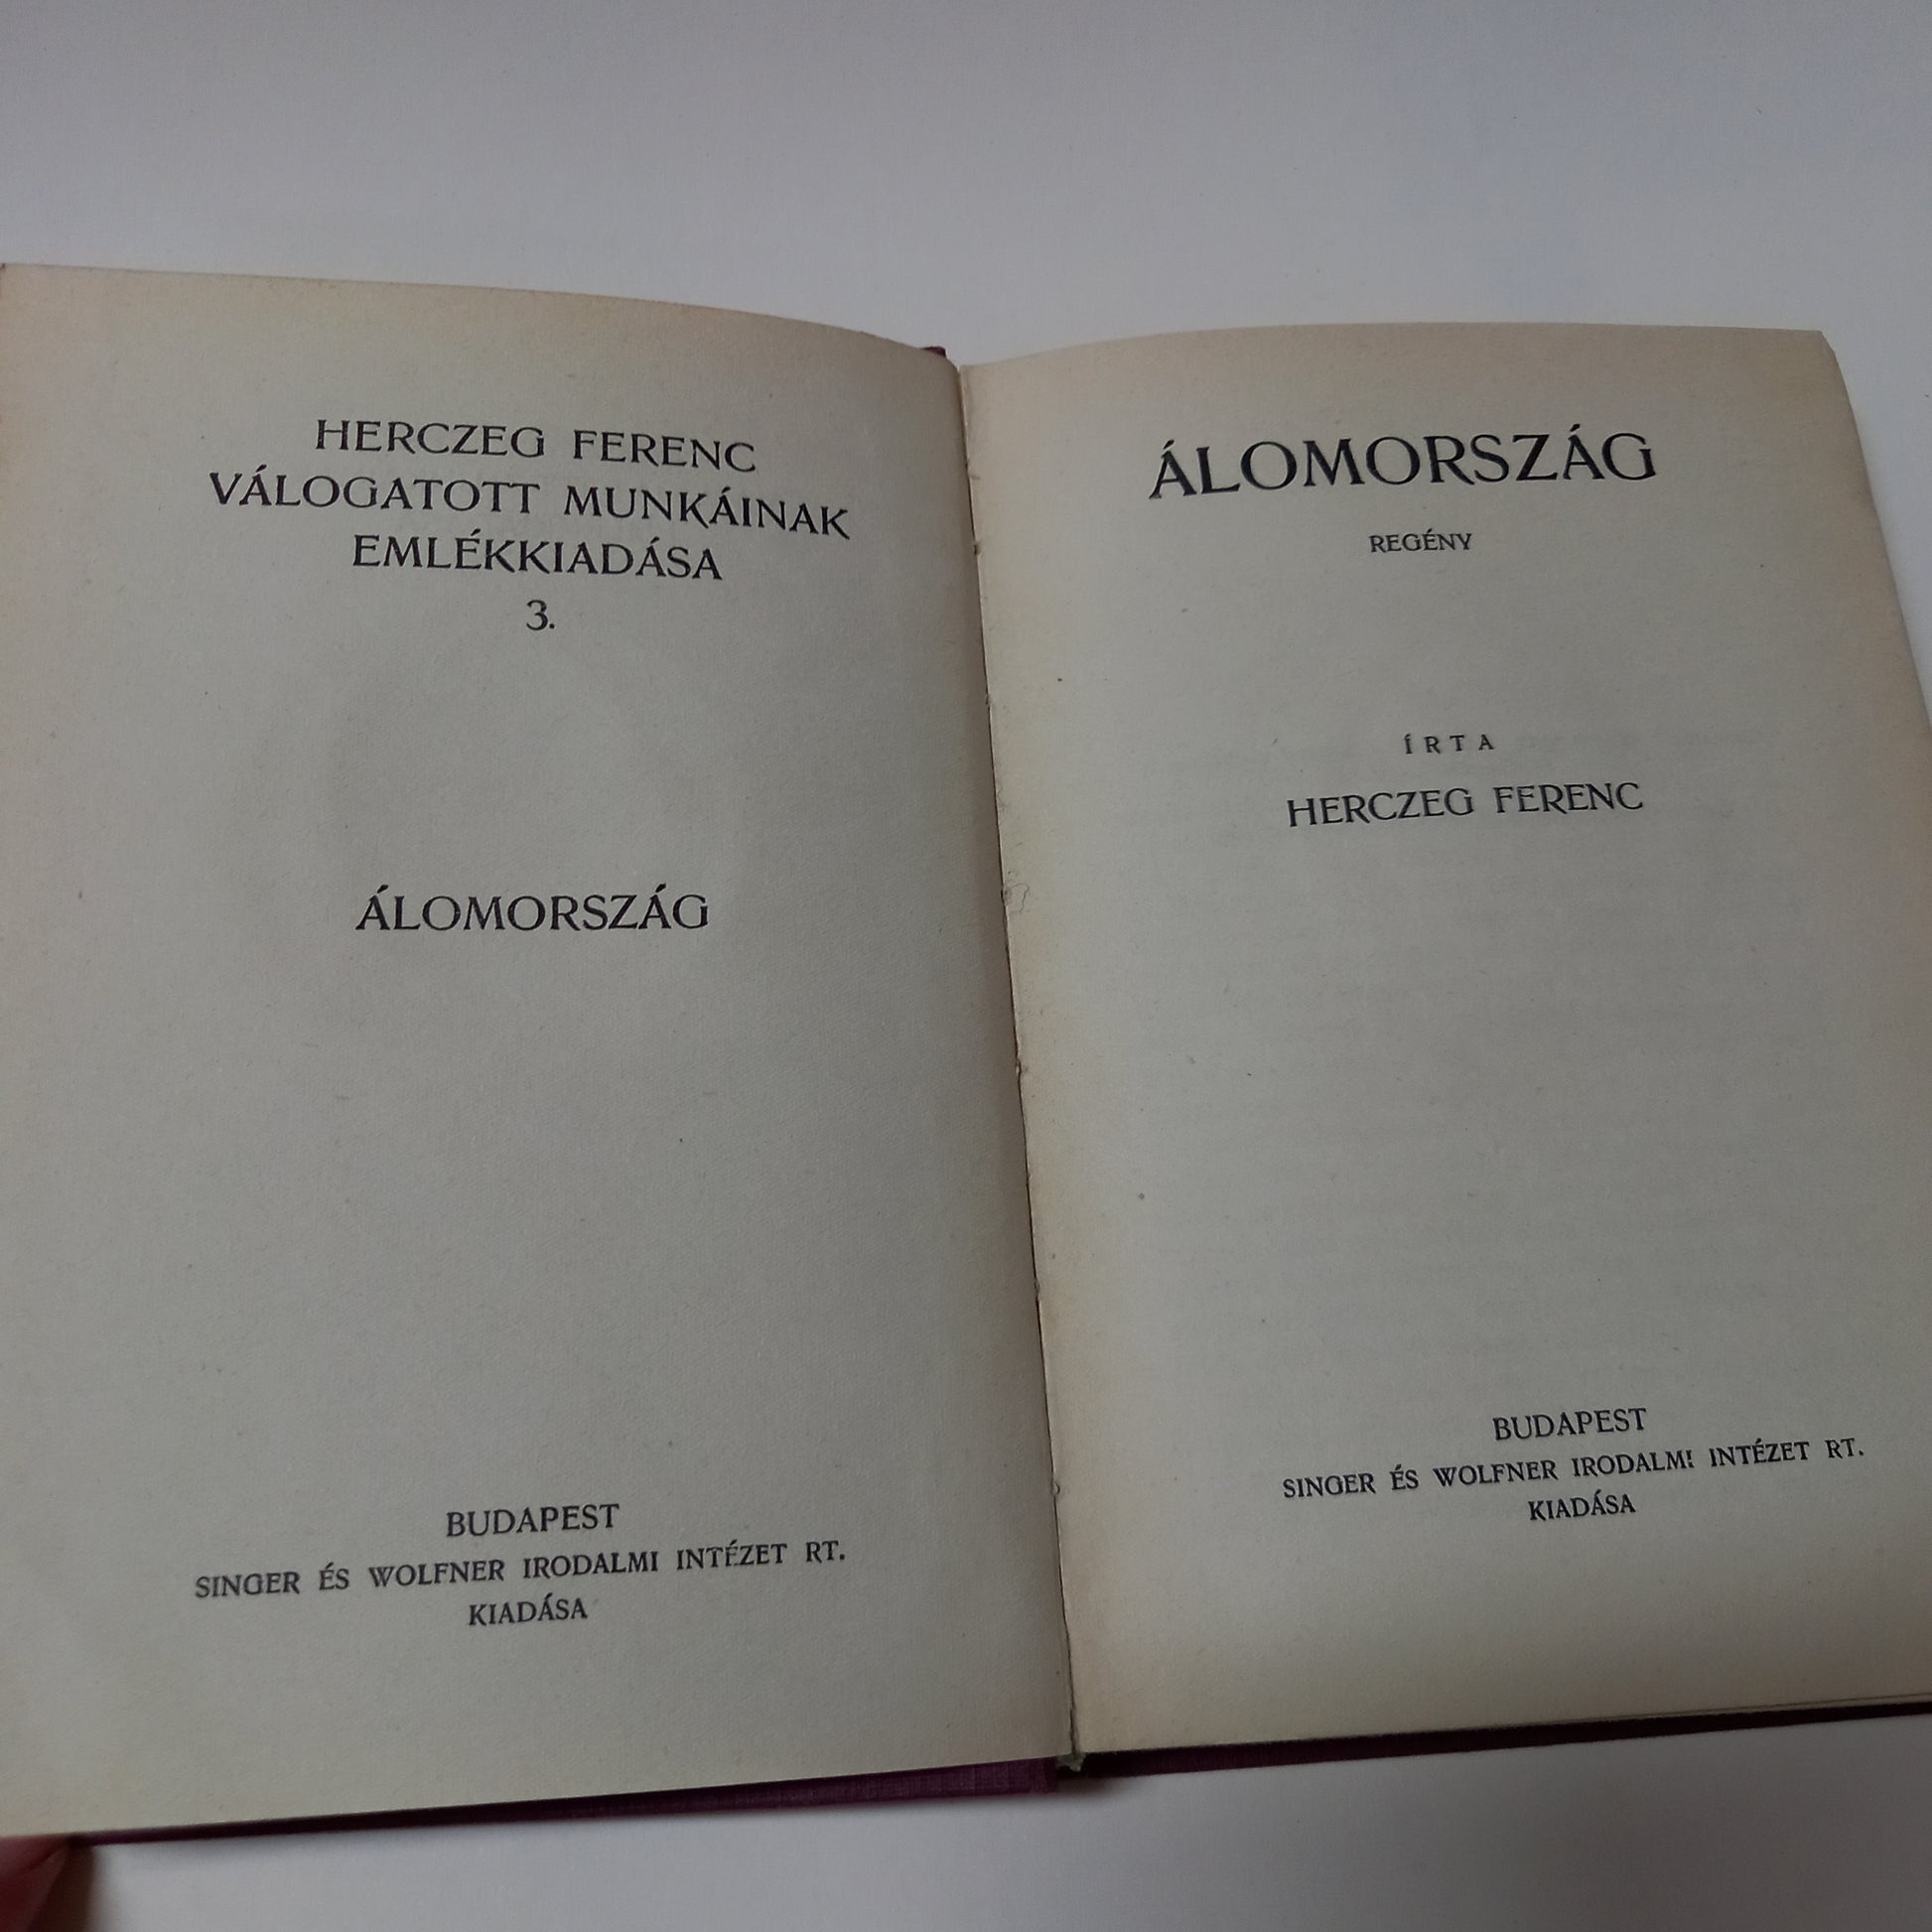 HERCZEG FERENC
VÁLOGATOTT MUNKÁINAK
EMLÉKKIADÁSA
3.
ÁLOMORSZÁG
BUDAPEST
SINGER ÉS WOLFNER IRODALMI INTÉZET RT.
KIADÁSA
ÁLOMORSZÁG
REGÉNY
ÍRTA
HERCZEG FERENC
BUDAPEST
SINGER ÉS WOLFNER IRODALMI INTÉZET RT.
KIADÁSA